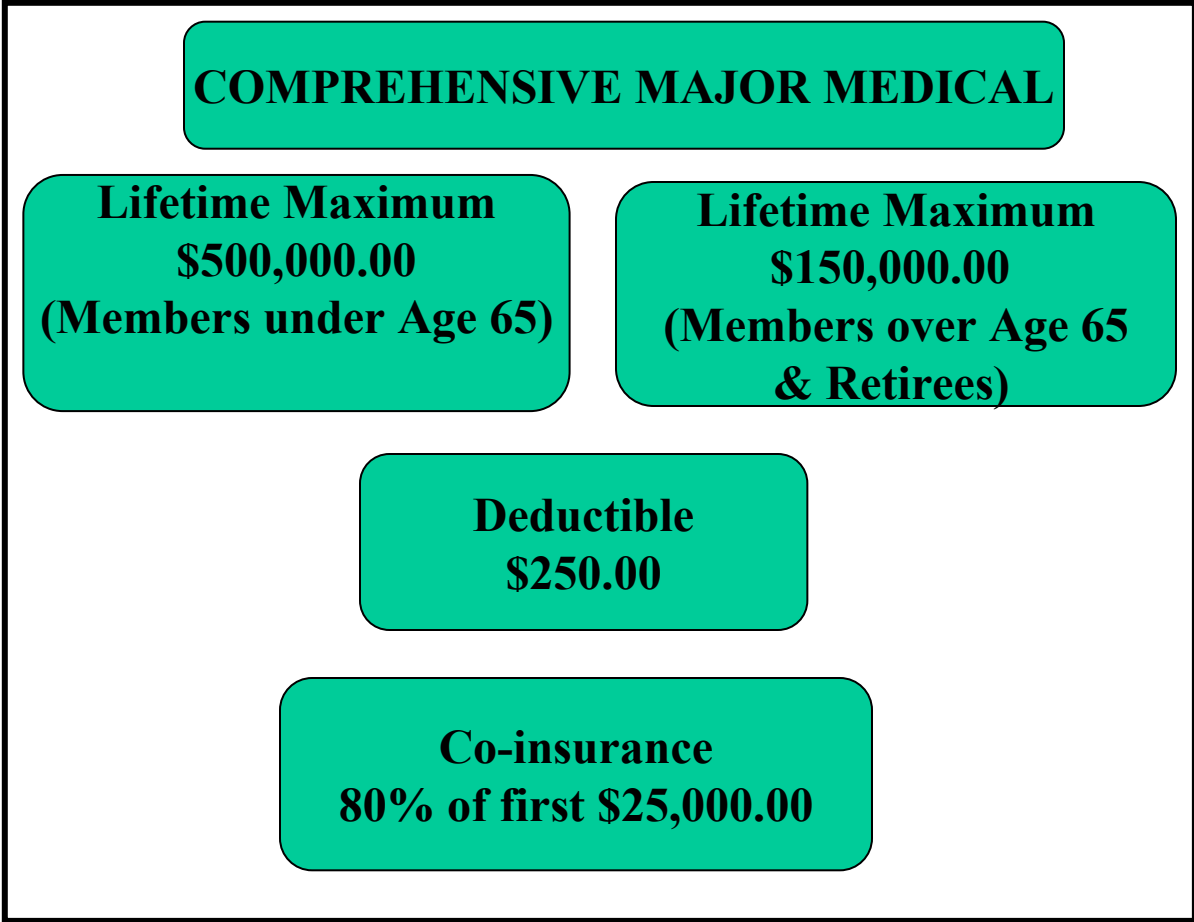 COMPREHENSIVE MAJOR MEDICAL
Lifetime Maximum
$500,000.00
(Members under Age 65)
Lifetime Maximum
$150,000.00
(Members over Age 65
& Retirees)
Deductible
$250.00
Co-insurance
80% of first $25,000.00